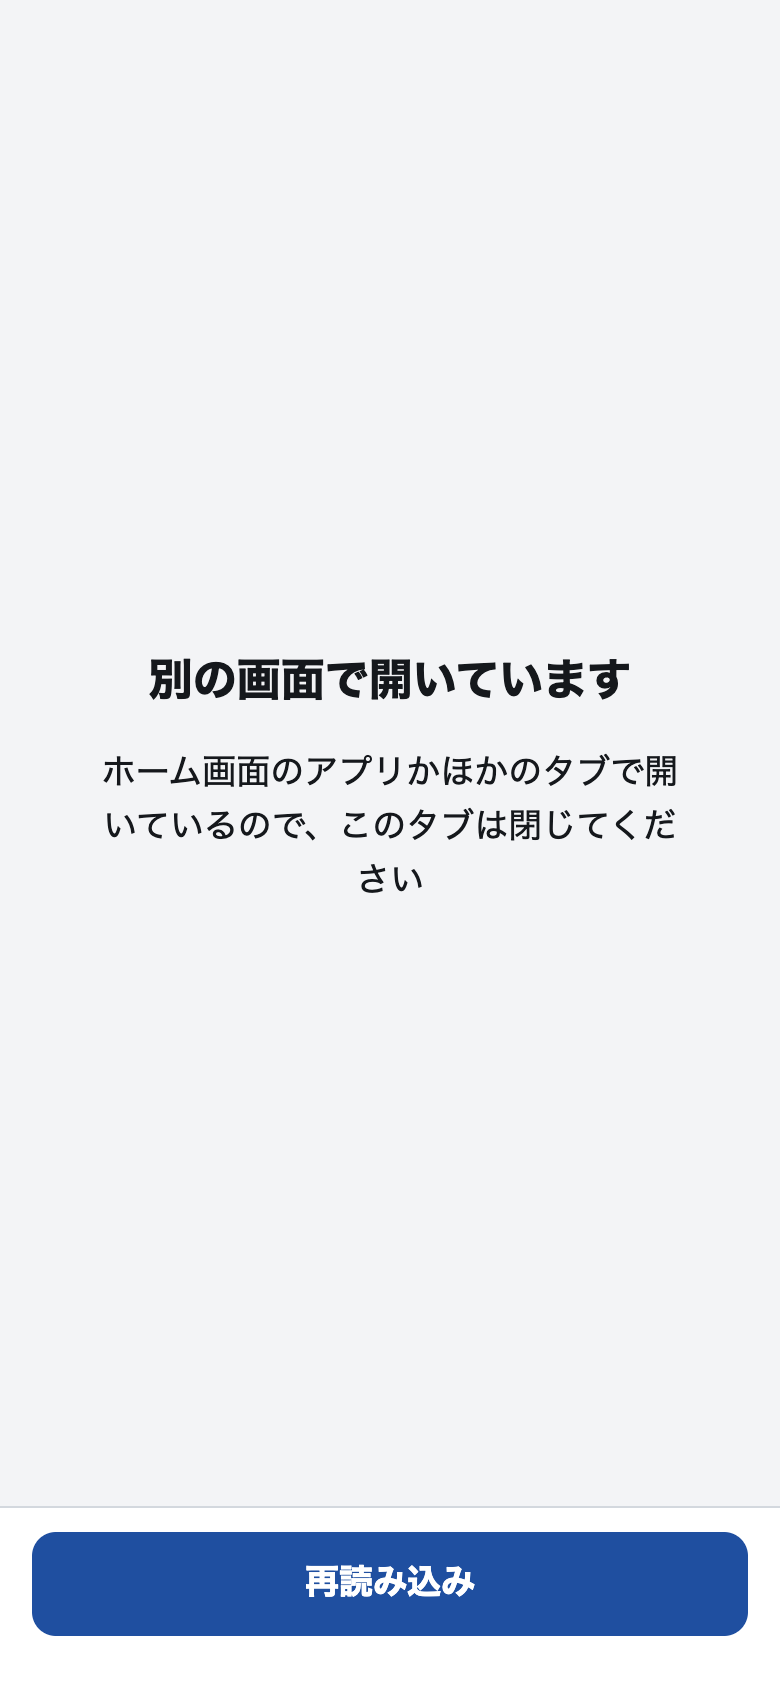 別の画面で開いています
ホーム画面のアプリかほかのタブで開
いているので、このタブは閉じてくだ
さい
再読み込み